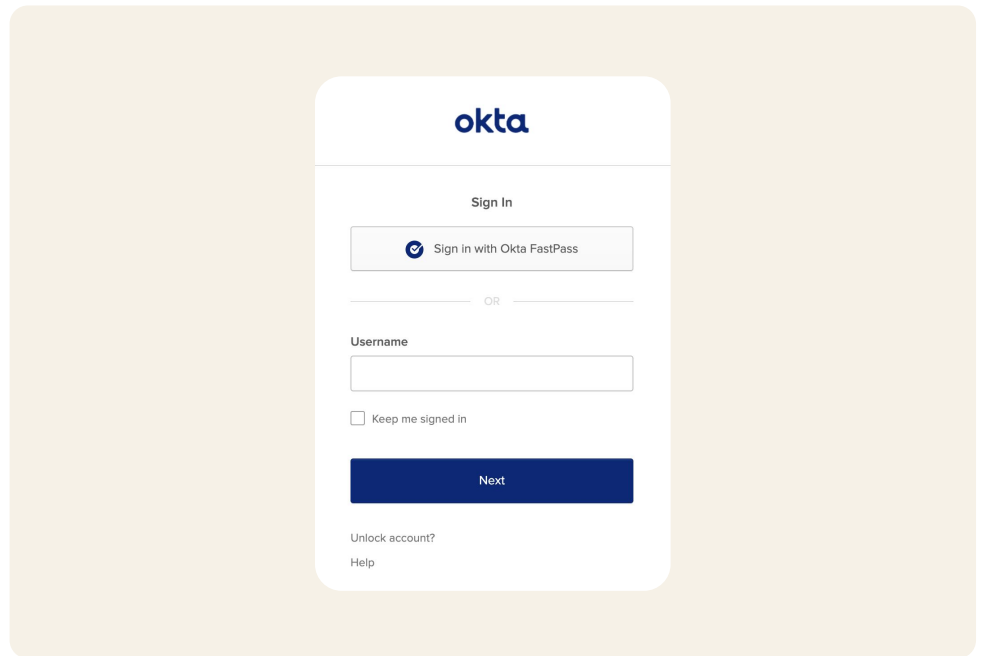 okta
Sign In
Sign in with Okta FastPass
OR
Username
Keep me signed in
Next
Unlock account?
Help